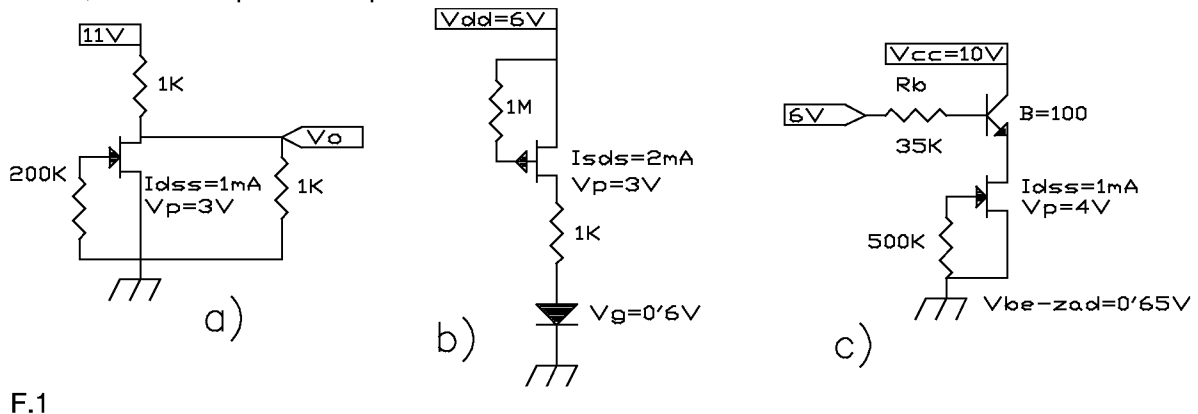 11V
1K
Vo
200K
Idss=1mA
Vp=3V
1K
a)
Vdd=6V
1M
Isds=2mA
Vp=3V
1K
Vg=0'6V
b)
Vcc=10V
Rb
6V
B=100
35K
Idss=1mA
Vp=4V
500K
Vbe-zad=0'65V
c)
F.1